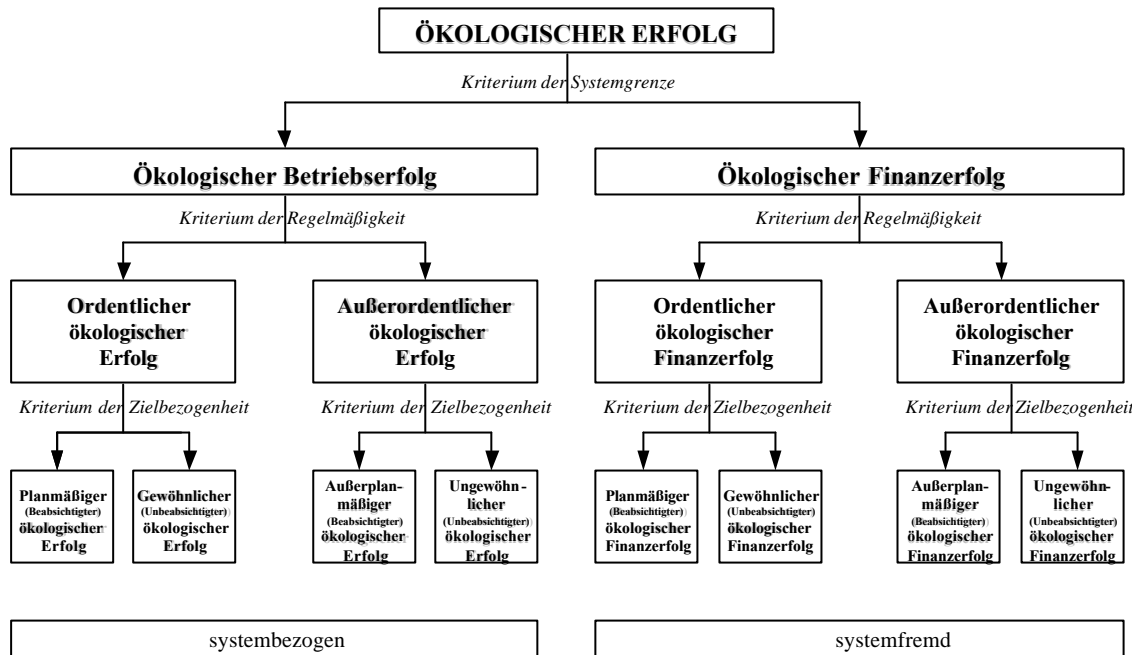 ÖKOLOGISCHER ERFOLG
Kriterium der Systemgrenze
Ökologischer Betriebserfolg
Ökologischer Finanzerfolg
Kriterium der Regelmäßigkeit
Kriterium der Regelmäßigkeit
Ordentlicher
ökologischer
Erfolg
Außerordentlicher
ökologischer
Erfolg
Ordentlicher
ökologischer
Finanzerfolg
Außerordentlicher
ökologischer
Finanzerfolg
Kriterium der Zielbezogenheit
Kriterium der Zielbezogenheit
Kriterium der Zielbezogenheit
Kriterium der Zielbezogenheit
Planmäßiger
(Beabsichtigter)
ökologischer
Erfolg
Gewöhnlicher
(Unbeabsichtigter)
ökologischer
Erfolg
Außerplan-
mäßiger
(Beabsichtigter)
ökologischer
Erfolg
Ungewöhn-
licher
(Unbeabsichtigter)
ökologischer
Erfolg
Planmäßiger
(Beabsichtigter)
ökologischer
Finanzerfolg
Gewöhnlicher
(Unbeabsichtigter)
ökologischer
Finanzerfolg
Außerplan-
mäßiger
(Beabsichtigter)
ökologischer
Finanzerfolg
Ungewöhn-
licher
(Unbeabsichtigter)
ökologischer
Finanzerfolg
systembezogen
systemfremd